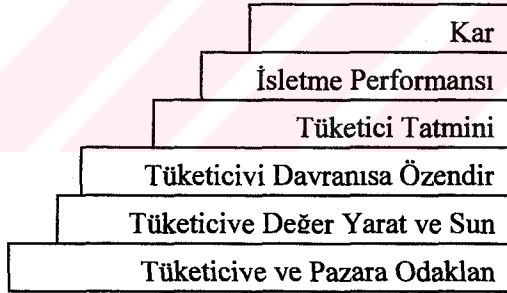 Kar
İsletme Performansı
Tüketici Tatmini
Tüketicivi Davranısa Özendir
Tüketicive Değer Yarat ve Sun
Tüketicive ve Pazara Odaklan